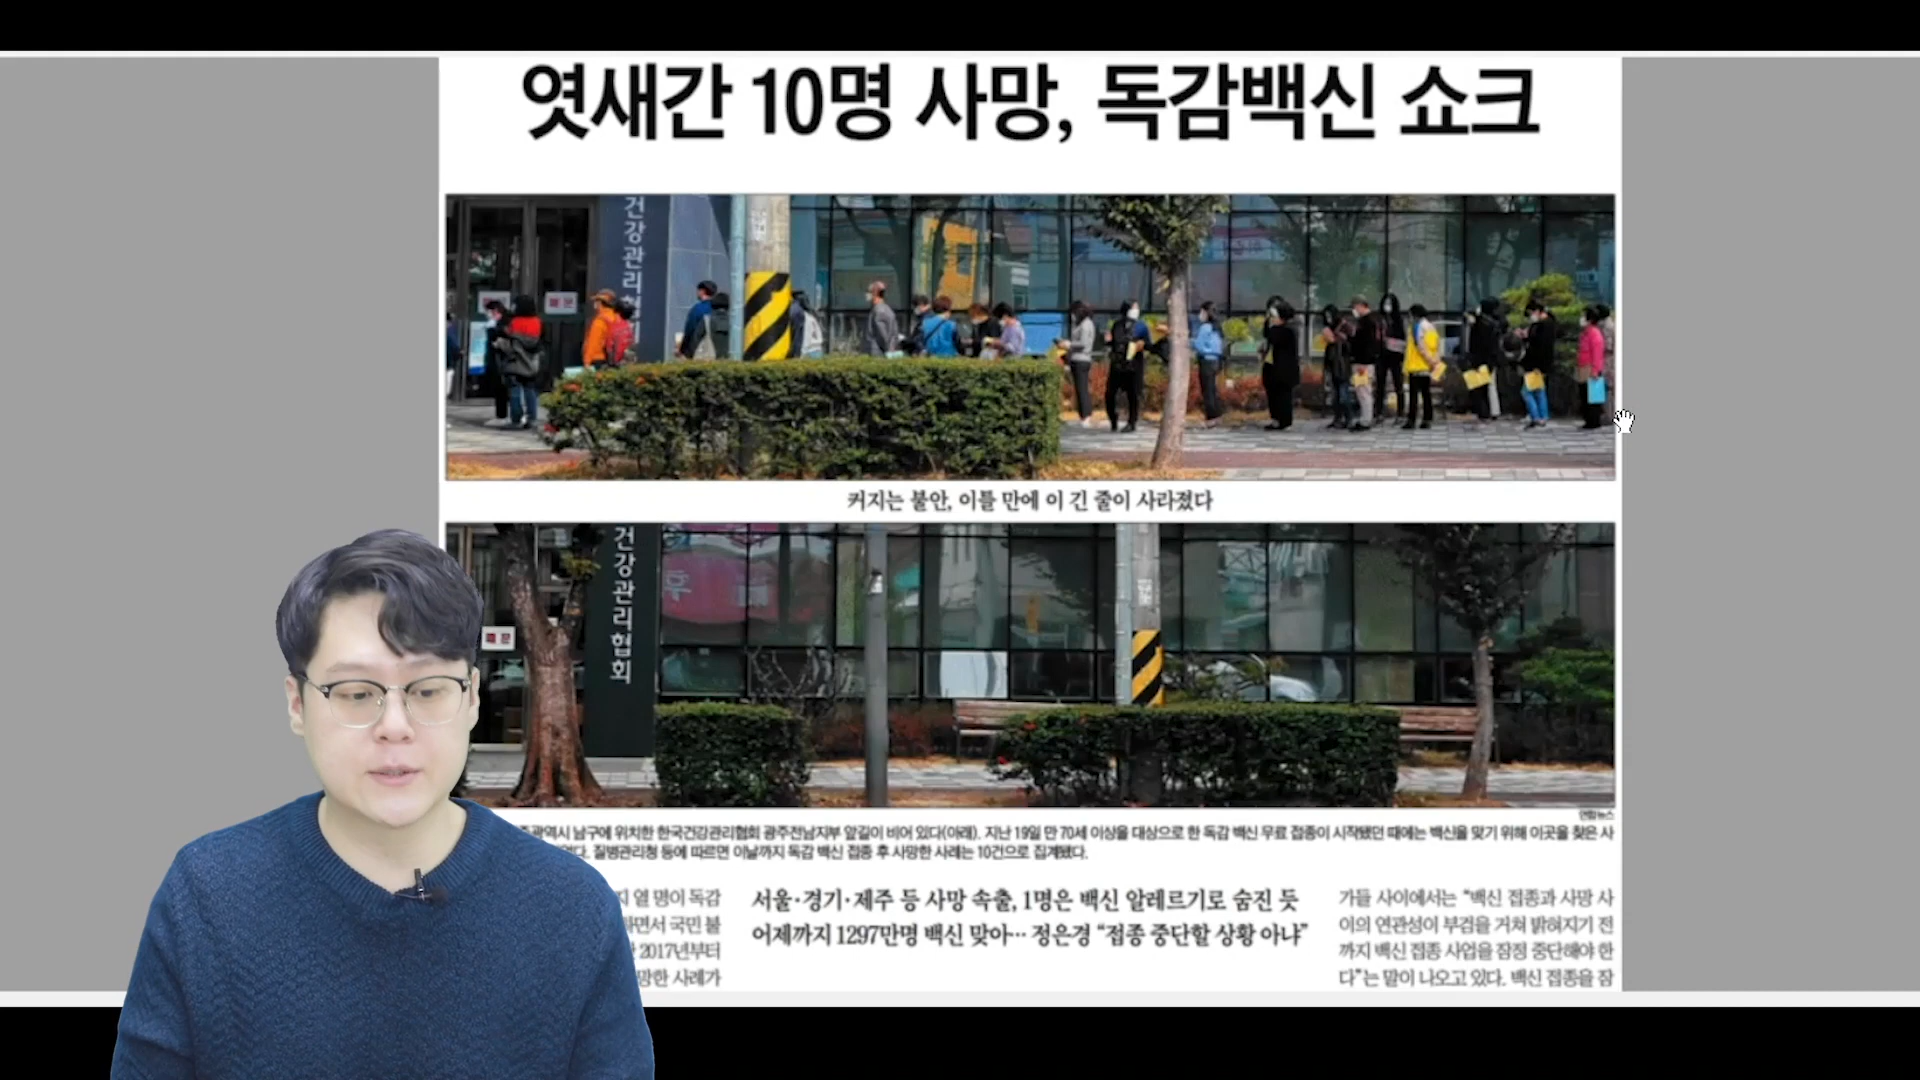 엿새간 10명 사망, 독감백신 쇼크
건강관리협
커지는 불안, 이틀 만에 이 긴 줄이 사라졌다
건강관리협회
연합뉴스
광역시 남구에 위치한 한국건강관리협회 광주전남지부 앞길이 비어 있다(아래). 지난 19일 만 70세 이상을 대상으로 한 독감 백신 무료 접종이 시작됐던 때에는 백신을 맞기 위해 이곳을 찾은 사
질병관리청 등에 따르면 이날까지 독감 백신 접종 후 사망한 사례는 10건으로 집계됐다.
지 열 명이 독감
면서 국민 불
2017년부터
망한 사례가
서울·경기·제주 등 사망 속출, 1명은 백신 알레르기로 숨진 듯
어제까지 1297만명 백신 맞아… 정은경 “접종 중단할 상황 아냐”
가들 사이에서는 “백신 접종과 사망 사
이의 연관성이 부검을 거쳐 밝혀지기 전
까지 백신 접종 사업을 잠정 중단해야 한
다”는 말이 나오고 있다. 백신 접종을 잠